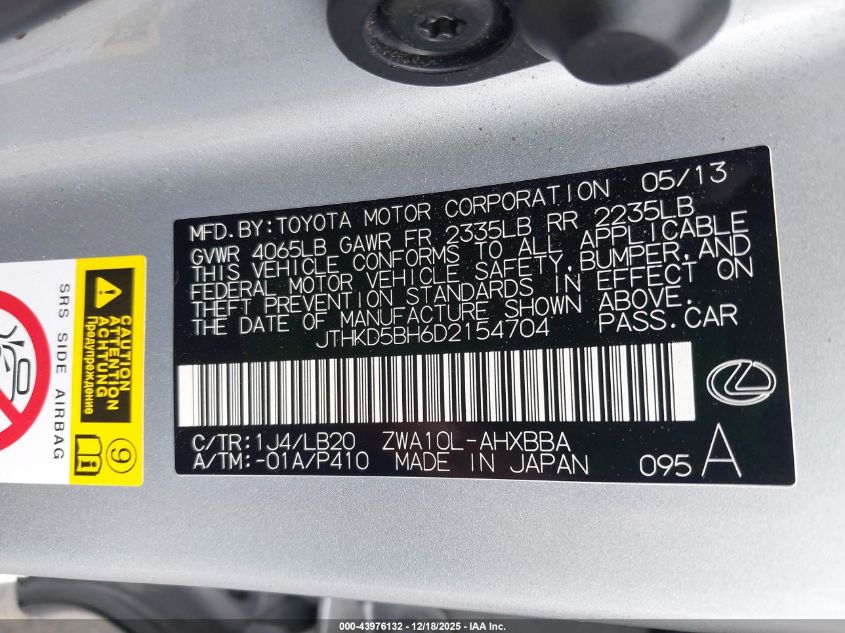 MFD. BY: TOYOTA MOTOR CORPORATION 05/13
GVWR 4065LB GAWR FR 2335LB RR 2235LB
THIS VEHICLE CONFORMS TO ALL APPLICABLE
FEDERAL MOTOR VEHICLE SAFETY, BUMPER, AND
THEFT PREVENTION STANDARDS IN EFFECT ON
THE DATE OF MANUFACTURE SHOWN ABOVE.
JTHKD5BH6D2154704 PASS. CAR
C/TR: 1J4/LB20 ZWA10L-AHXBBA
A/TM: -01A/P410 MADE IN JAPAN 095 A
SRS SIDE AIRBAG
CAUTION
ATTENTION
ACHTUNG
Предупреждение
9
000-43976132 - 12/18/2025 - IAA Inc.